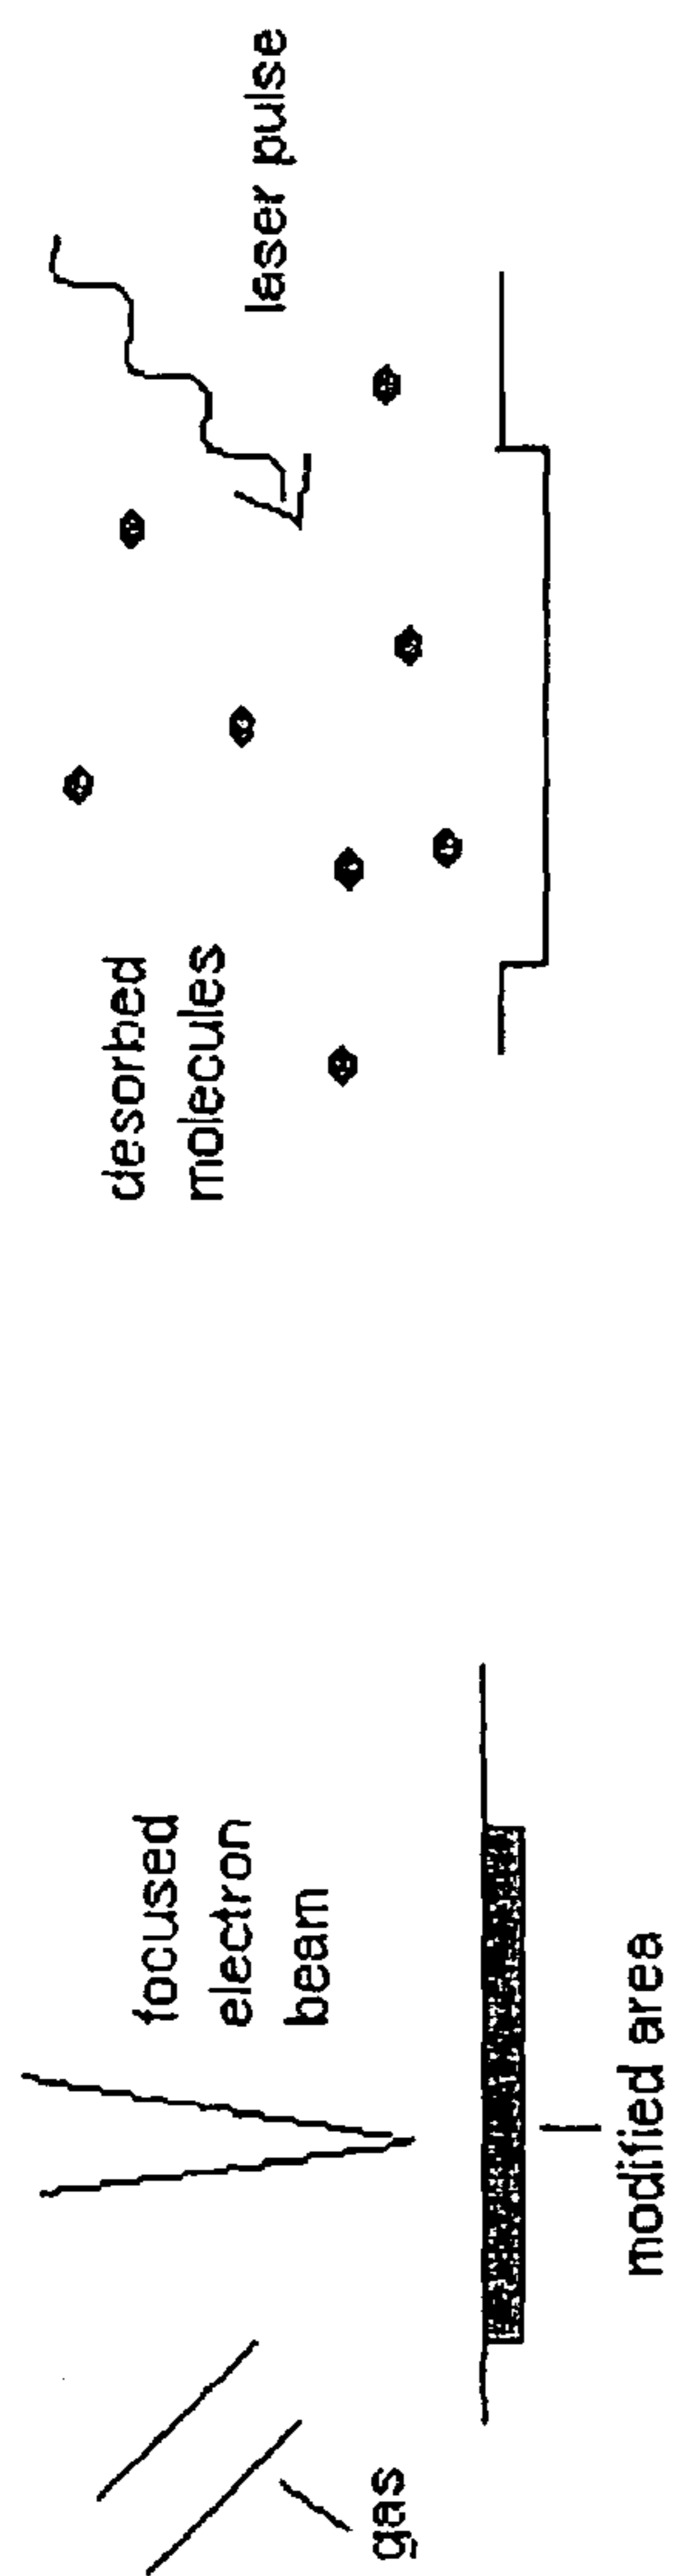 gas
focused
electron
beam
modified area
desorbed
molecules
laser pulse